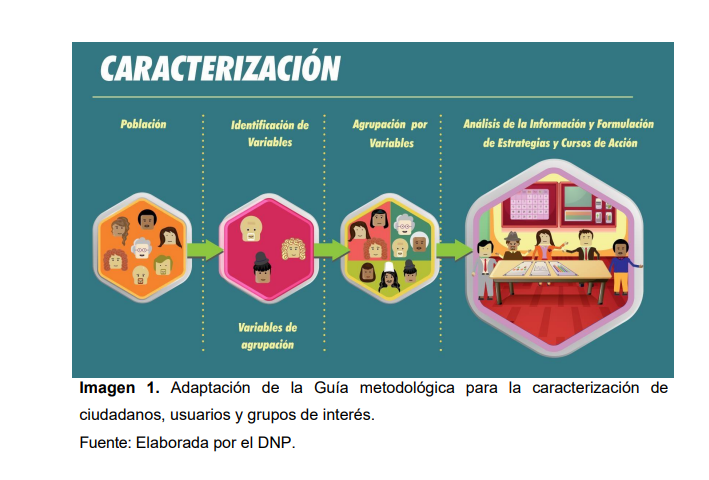 CARACTERIZACIÓN
Población
Identificación de
Variables
Agrupación por
Variables
Análisis de la Información y Formulación
de Estrategias y Cursos de Acción
Variables de
agrupación
Imagen 1. Adaptación de la Guía metodológica para la caracterización de
ciudadanos, usuarios y grupos de interés.
Fuente: Elaborada por el DNP.